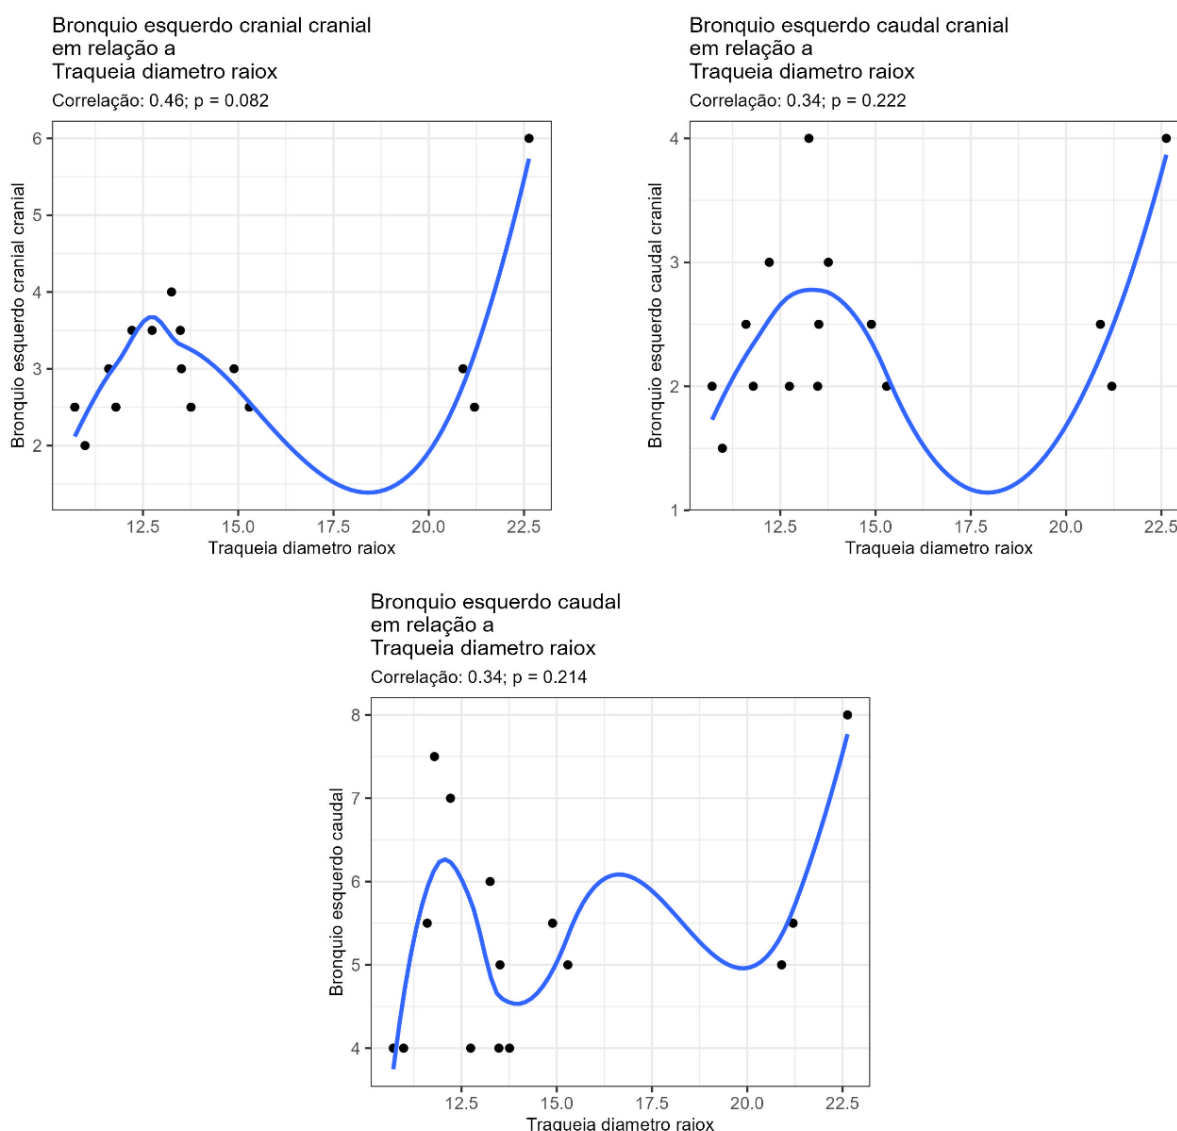 Bronquio esquerdo cranial cranial
em relação a
Traqueia diametro raiox
Correlação: 0.46; p = 0.082
6
5
4
3
2
Bronquio esquerdo cranial cranial
12.5 15.0 17.5 20.0 22.5
Traqueia diametro raiox
Bronquio esquerdo caudal cranial
em relação a
Traqueia diametro raiox
Correlação: 0.34; p = 0.222
4
3
2
1
Bronquio esquerdo caudal cranial
12.5 15.0 17.5 20.0 22.5
Traqueia diametro raiox
Bronquio esquerdo caudal
em relação a
Traqueia diametro raiox
Correlação: 0.34; p = 0.214
8
7
6
5
4
Bronquio esquerdo caudal
12.5 15.0 17.5 20.0 22.5
Traqueia diametro raiox